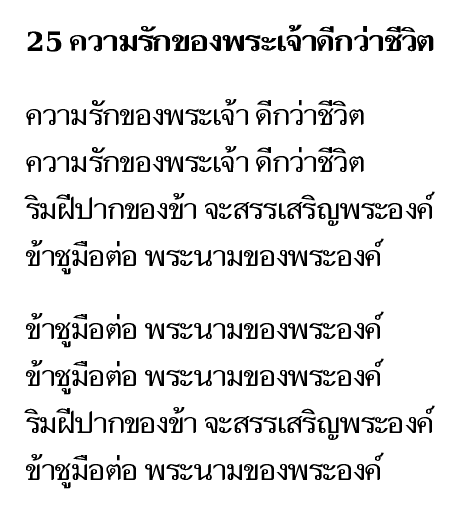 25 ความรักของพระเจ้าดีกว่าชีวิต
ความรักของพระเจ้า ดีกว่าชีวิต
ความรักของพระเจ้า ดีกว่าชีวิต
ริมฝีปากของข้า จะสรรเสริญพระองค์
ข้าชูมือต่อ พระนามของพระองค์
ข้าชูมือต่อ พระนามของพระองค์
ข้าชูมือต่อ พระนามของพระองค์
ริมฝีปากของข้า จะสรรเสริญพระองค์
ข้าชูมือต่อ พระนามของพระองค์